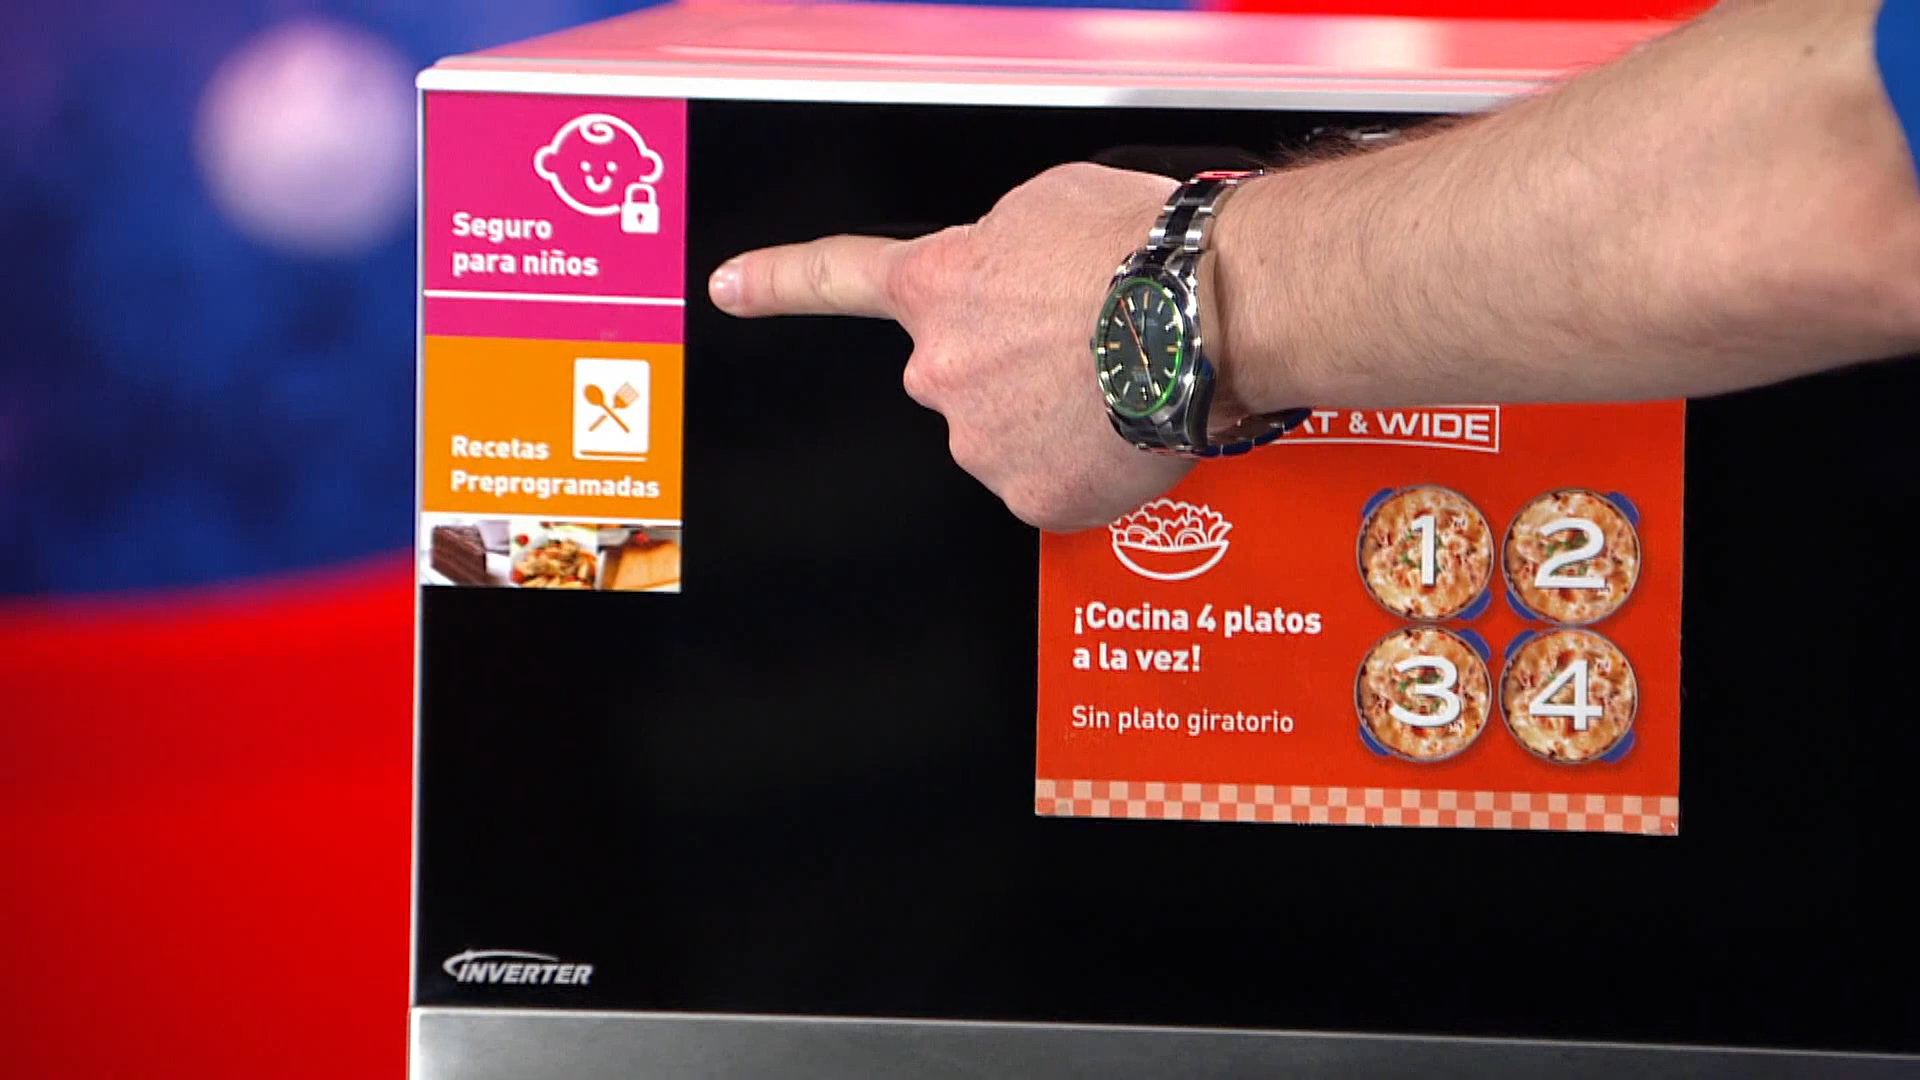 Seguro
para niños
Recetas
Preprogramadas
& WIDE
¡Cocina 4 platos
a la vez!
Sin plato giratorio
1
2
3
4
INVERTER